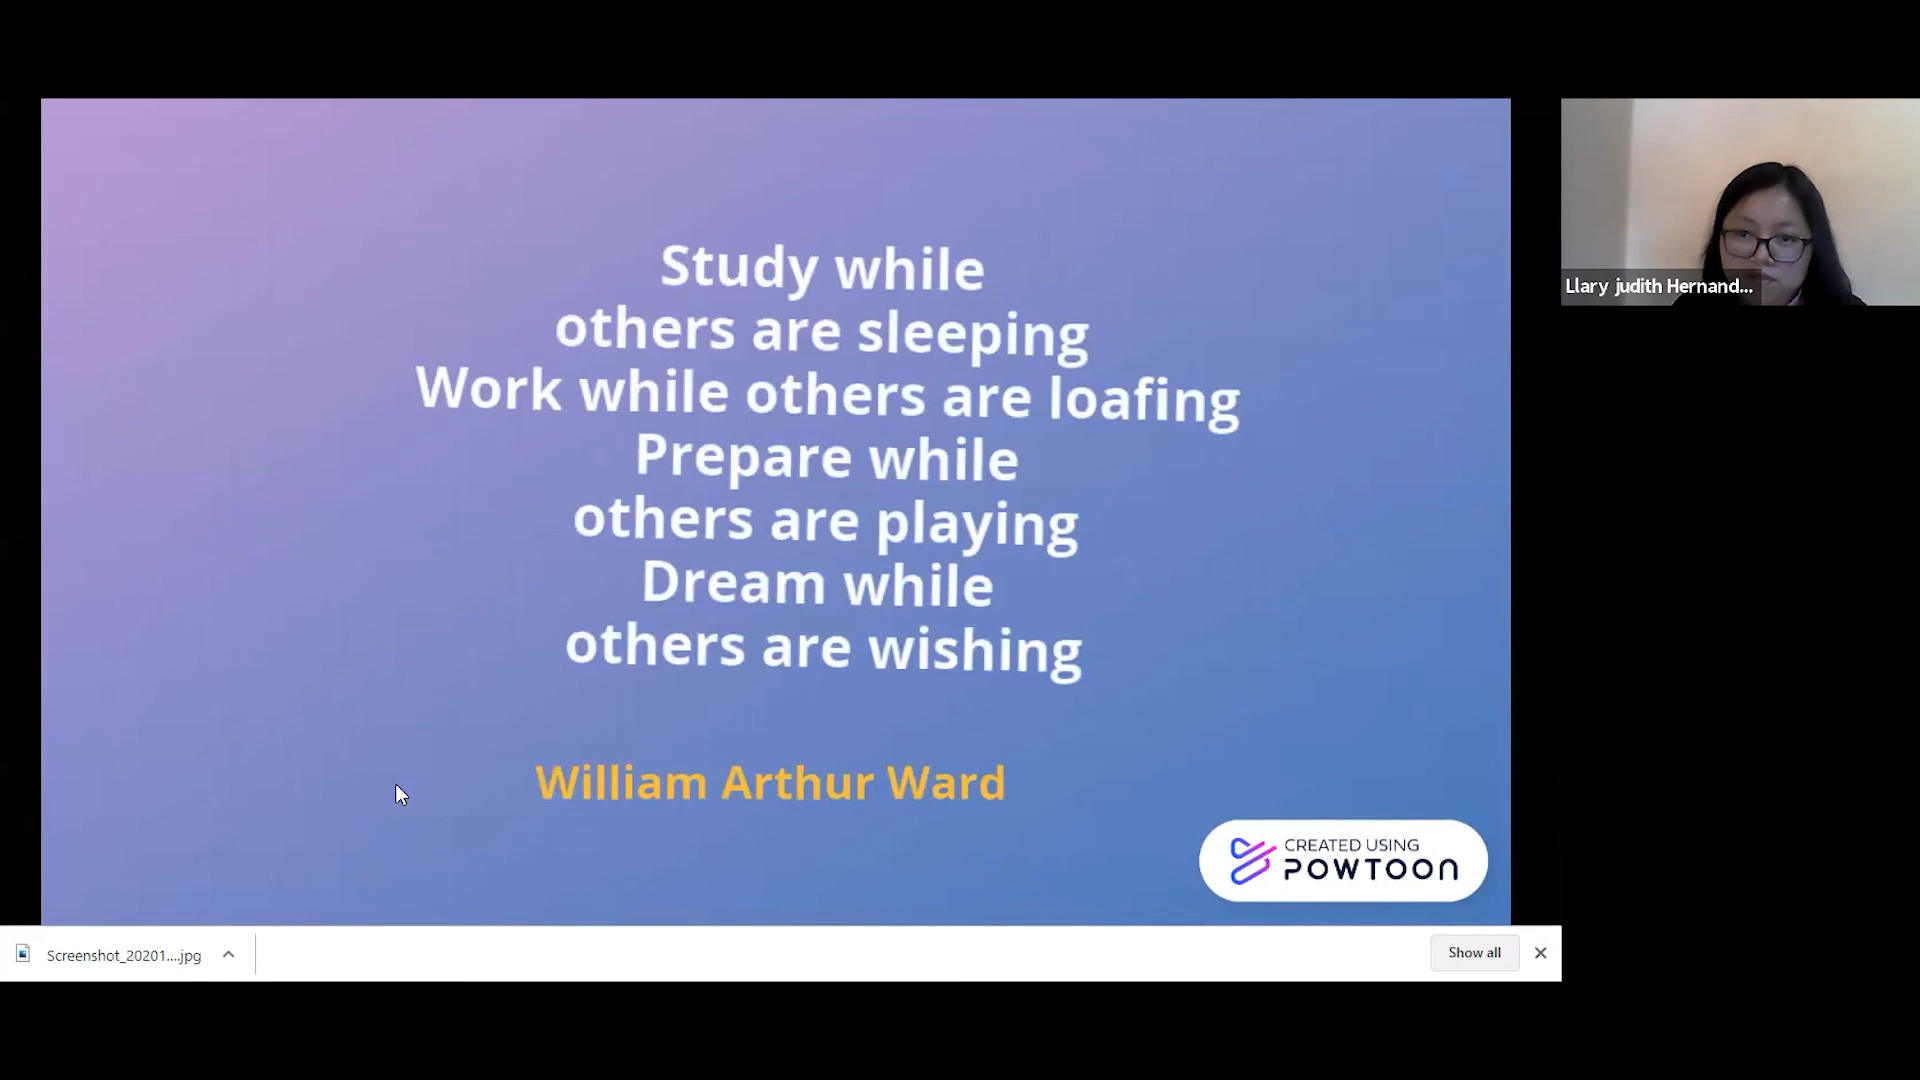 Study while
others are sleeping
Work while others are loafing
Prepare while
others are playing
Dream while
others are wishing
William Arthur Ward
CREATED USING
POWTOON
Llary judith Hernand...
Screenshot_20201....jpg
Show all